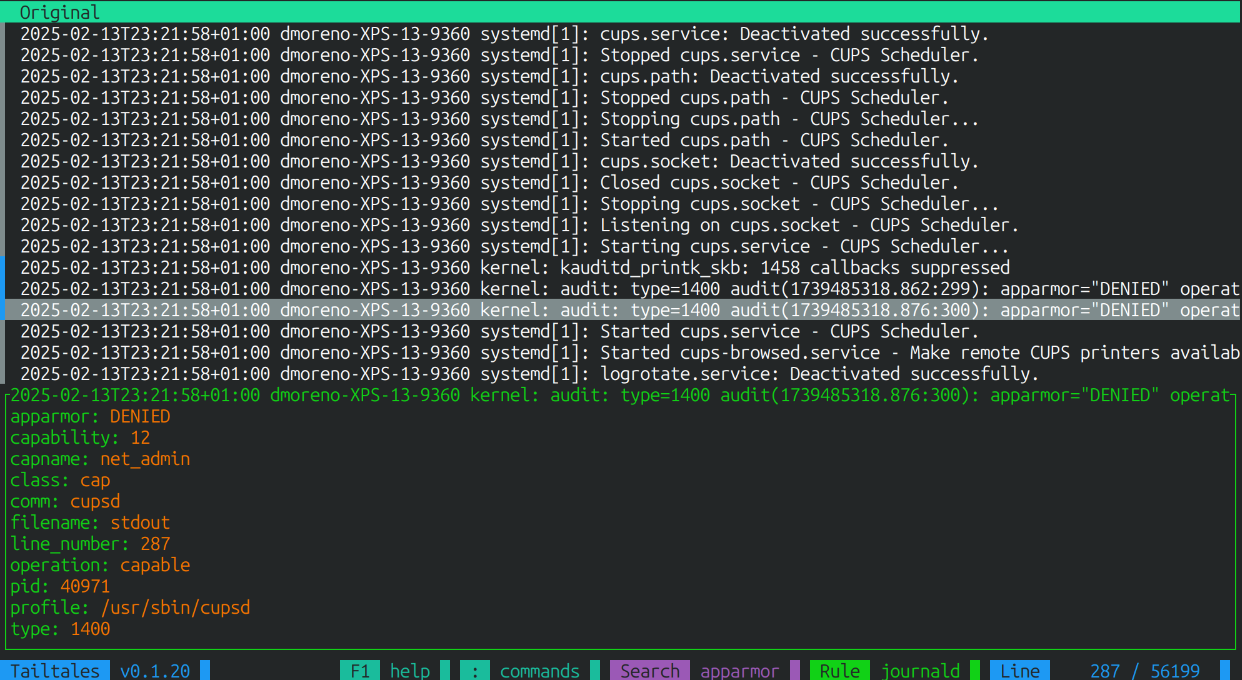 Original
2025-02-13T23:21:58+01:00 dmoreno-XPS-13-9360 systemd[1]: cups.service: Deactivated successfully.
2025-02-13T23:21:58+01:00 dmoreno-XPS-13-9360 systemd[1]: Stopped cups.service - CUPS Scheduler.
2025-02-13T23:21:58+01:00 dmoreno-XPS-13-9360 systemd[1]: cups.path: Deactivated successfully.
2025-02-13T23:21:58+01:00 dmoreno-XPS-13-9360 systemd[1]: Stopped cups.path - CUPS Scheduler.
2025-02-13T23:21:58+01:00 dmoreno-XPS-13-9360 systemd[1]: Stopping cups.path - CUPS Scheduler...
2025-02-13T23:21:58+01:00 dmoreno-XPS-13-9360 systemd[1]: Started cups.path - CUPS Scheduler.
2025-02-13T23:21:58+01:00 dmoreno-XPS-13-9360 systemd[1]: cups.socket: Deactivated successfully.
2025-02-13T23:21:58+01:00 dmoreno-XPS-13-9360 systemd[1]: Closed cups.socket - CUPS Scheduler.
2025-02-13T23:21:58+01:00 dmoreno-XPS-13-9360 systemd[1]: Stopping cups.socket - CUPS Scheduler...
2025-02-13T23:21:58+01:00 dmoreno-XPS-13-9360 systemd[1]: Listening on cups.socket - CUPS Scheduler.
2025-02-13T23:21:58+01:00 dmoreno-XPS-13-9360 systemd[1]: Starting cups.service - CUPS Scheduler...
2025-02-13T23:21:58+01:00 dmoreno-XPS-13-9360 kernel: kauditd_printk_skb: 1458 callbacks suppressed
2025-02-13T23:21:58+01:00 dmoreno-XPS-13-9360 kernel: audit: type=1400 audit(1739485318.862:299): apparmor="DENIED" operat
2025-02-13T23:21:58+01:00 dmoreno-XPS-13-9360 kernel: audit: type=1400 audit(1739485318.876:300): apparmor="DENIED" operat
2025-02-13T23:21:58+01:00 dmoreno-XPS-13-9360 systemd[1]: Started cups.service - CUPS Scheduler.
2025-02-13T23:21:58+01:00 dmoreno-XPS-13-9360 systemd[1]: Started cups-browsed.service - Make remote CUPS printers availab
2025-02-13T23:21:58+01:00 dmoreno-XPS-13-9360 systemd[1]: logrotate.service: Deactivated successfully.
2025-02-13T23:21:58+01:00 dmoreno-XPS-13-9360 kernel: audit: type=1400 audit(1739485318.876:300): apparmor="DENIED" operat
apparmor: DENIED
capability: 12
capname: net_admin
class: cap
comm: cupsd
filename: stdout
line_number: 287
operation: capable
pid: 40971
profile: /usr/sbin/cupsd
type: 1400
Tailtales v0.1.20 F1 help : commands Search apparmor Rule journald Line 287 / 56199